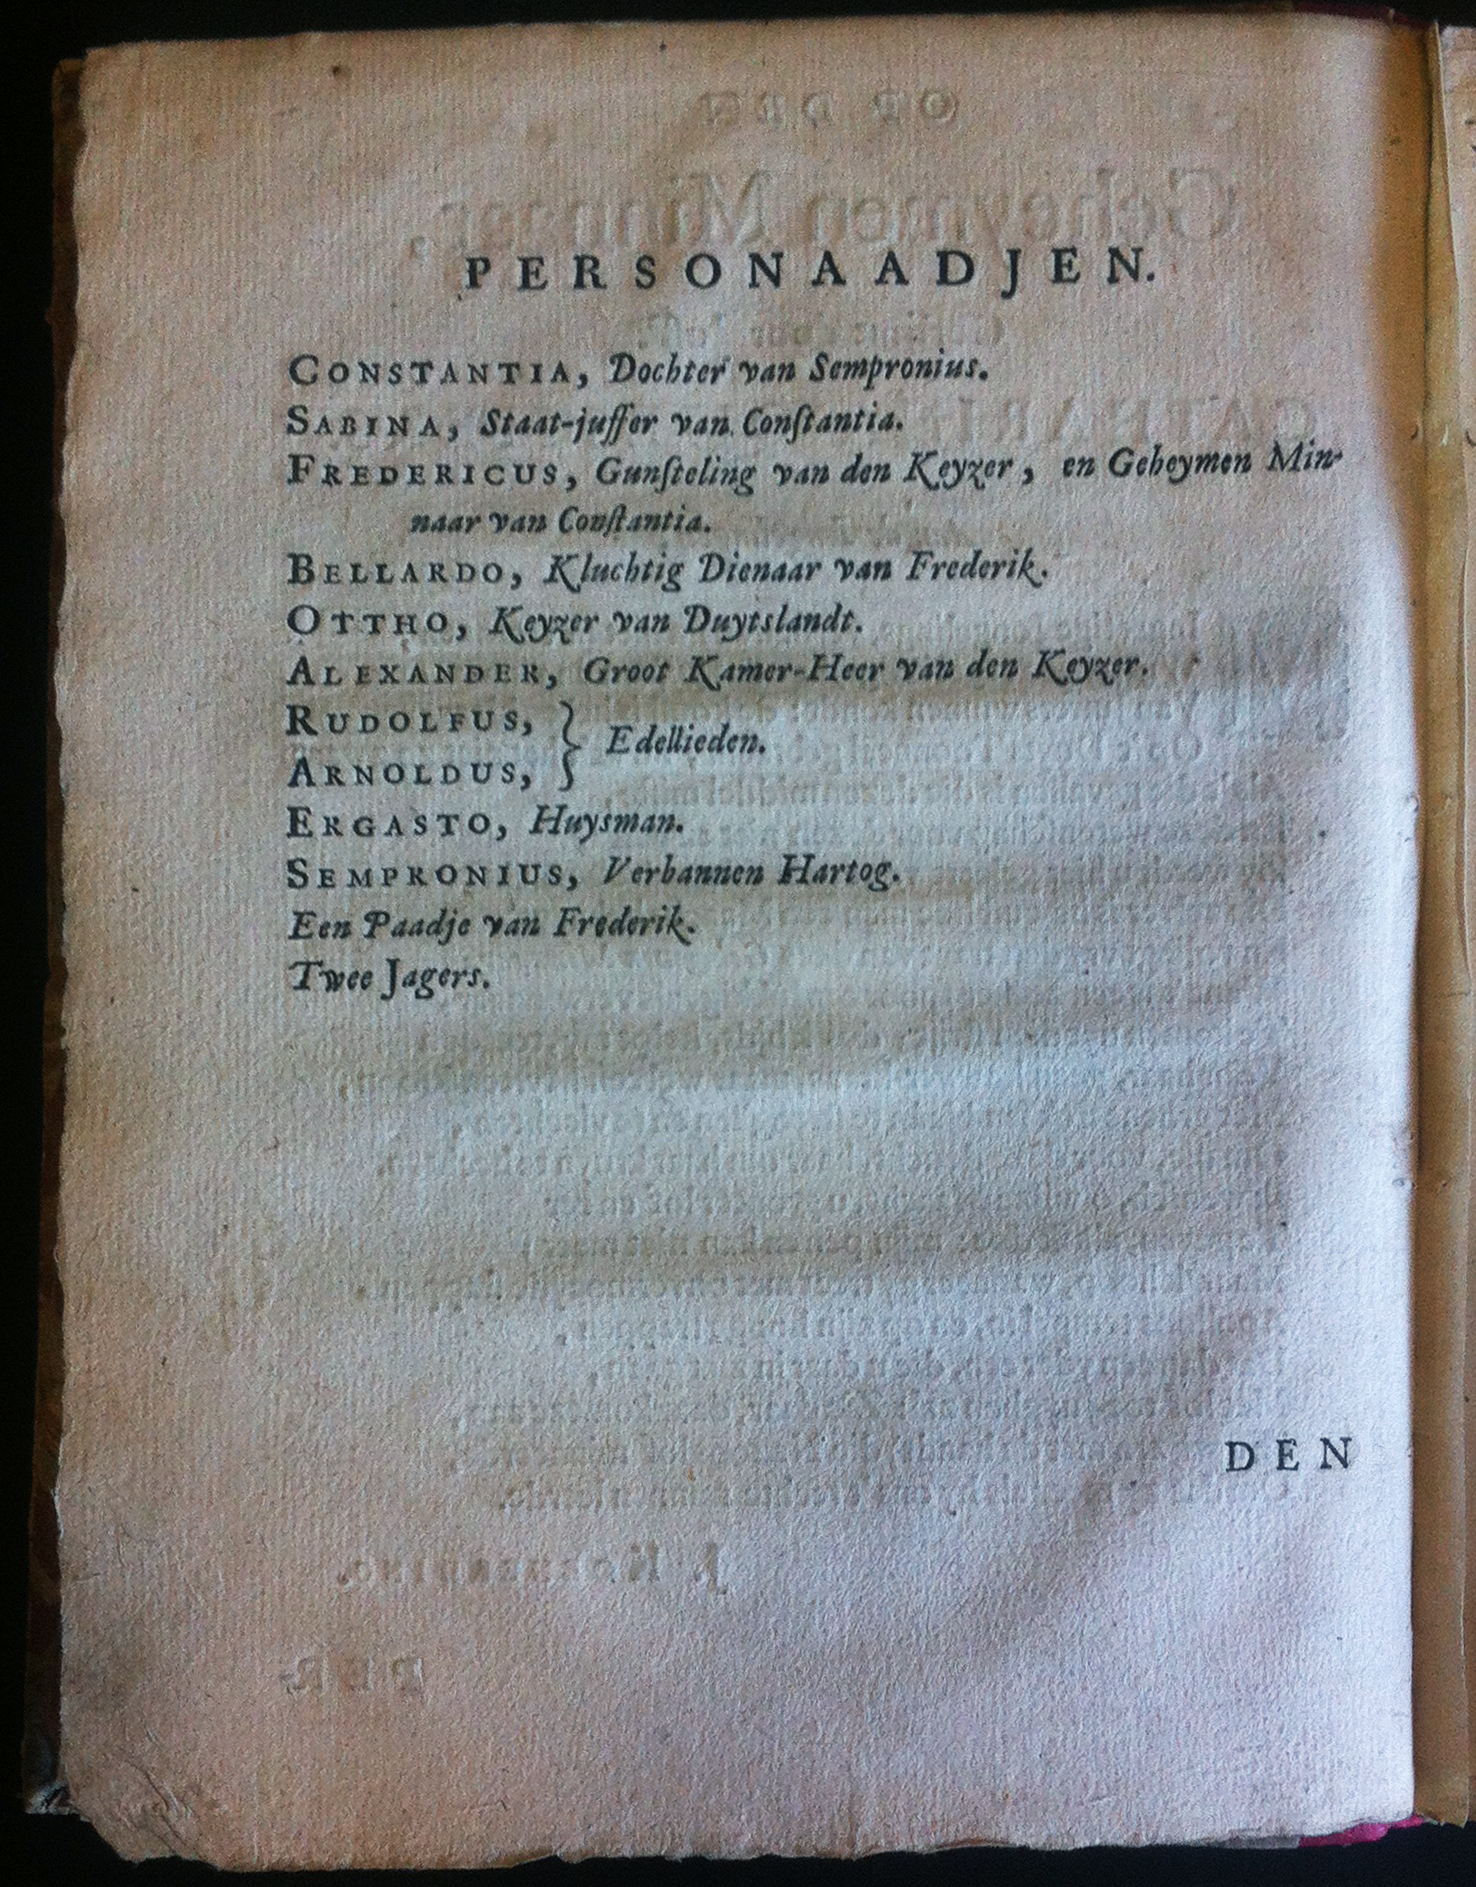 PERSONAADJEN.
CONSTANTIA, Dochter van Sempronius.
SABINA, Staat-juffer van Conſtantia.
FREDERICUS, Gunſteling van den Keyzer, en Geheymen Min-
naar van Conſtantia.
BELLARDO, Kluchtig Dienaar van Frederik.
OTTHO, Keyzer van Duytslandt.
ALEXANDER, Groot Kamer-Heer van den Keyzer.
RUDOLFUS,
ARNOLDUS, } Edellieden.
ERGASTO, Huysman.
SEMPRONIUS, Verbannen Hartog.
Een Paadje van Frederik.
Twee Jagers.
DEN